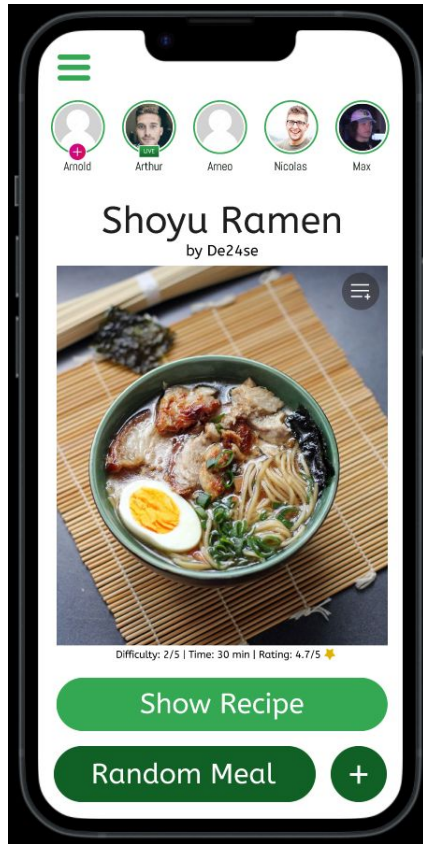 Arnold Arthur Arneo Nicolas Max
LIVE
Shoyu Ramen
by De24se
Difficulty: 2/5 | Time: 30 min | Rating: 4.7/5
Show Recipe
Random Meal +